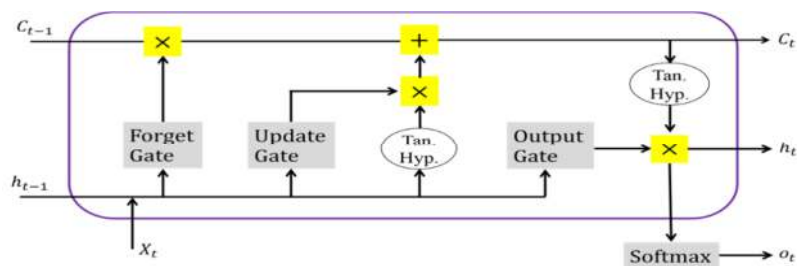 C_{t-1}
×
+
C_t
Tan.
Hyp.
×
Forget
Gate
Update
Gate
Tan.
Hyp.
Output
Gate
×
h_t
h_{t-1}
X_t
Softmax
o_t